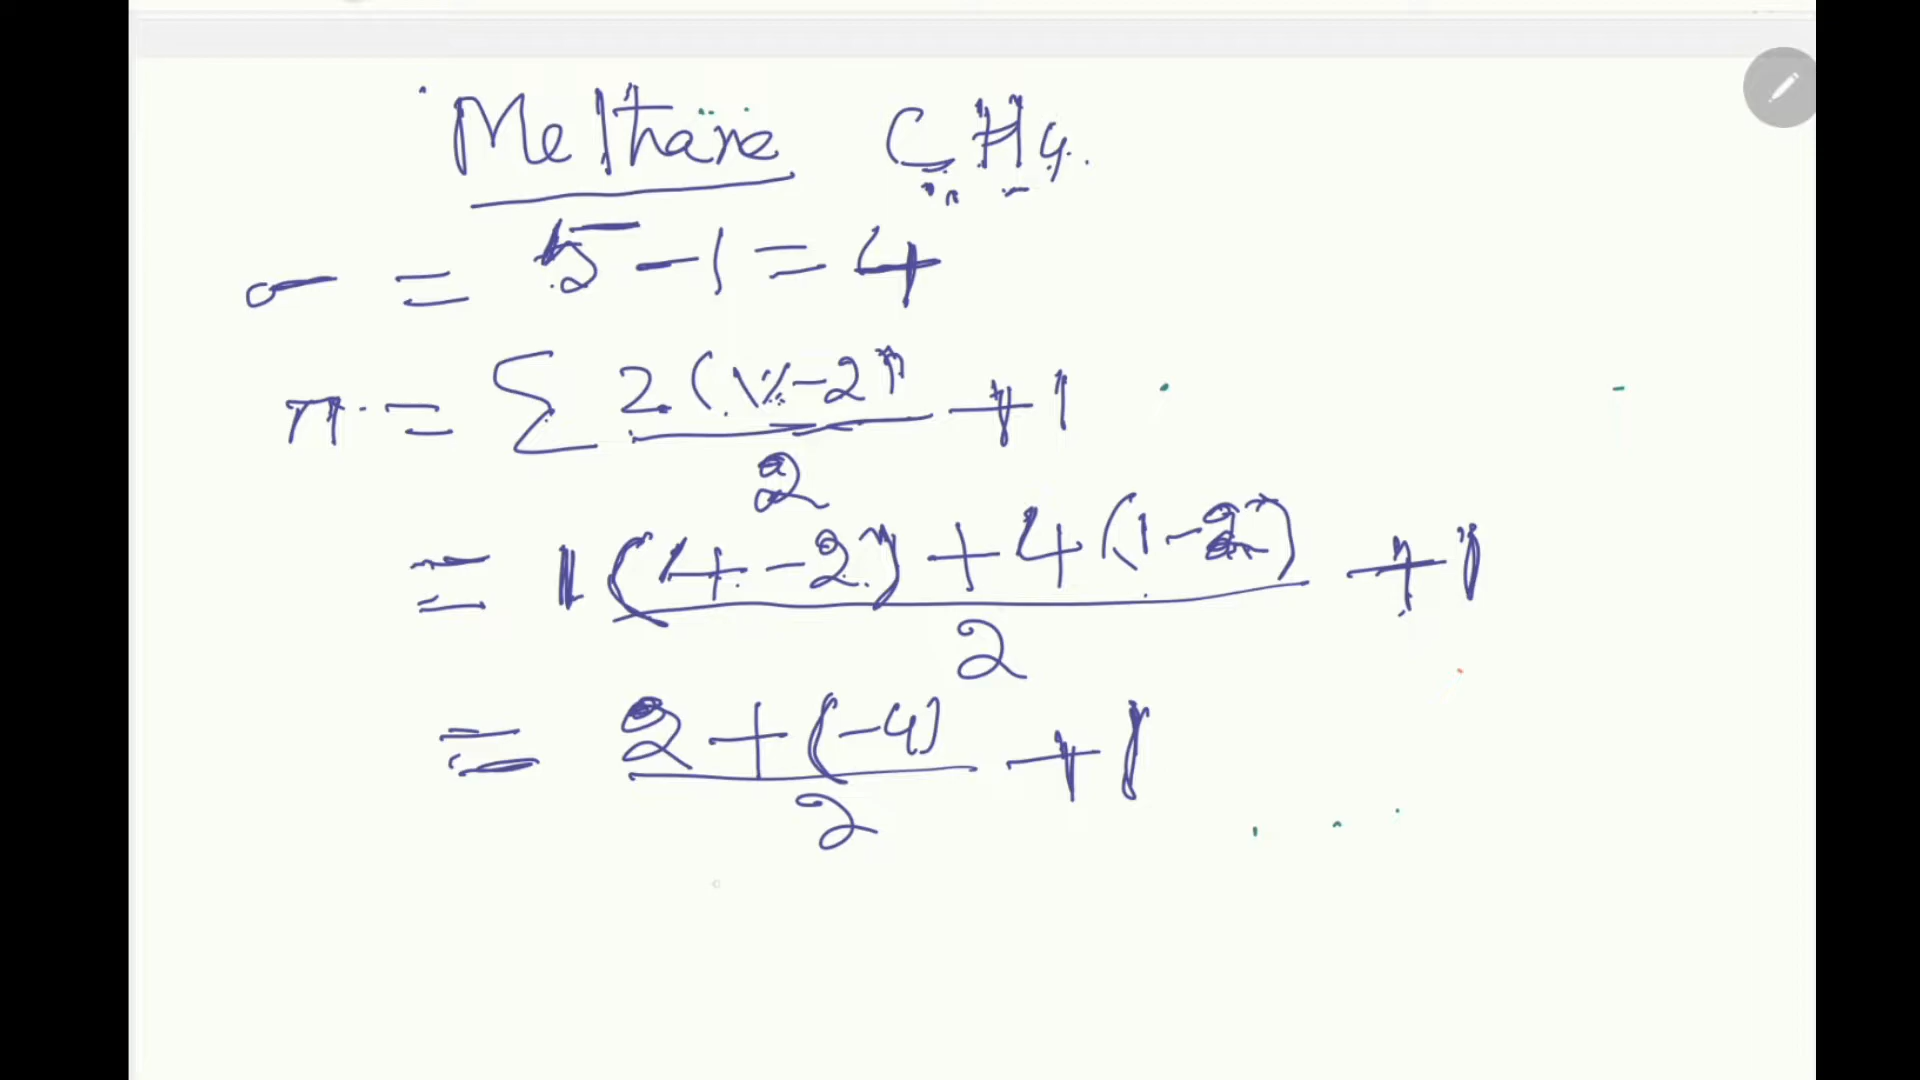 Methane CH4
σ = 5 - 1 = 4
π = Σ 2(V-2) / 2 + 1
= 1(4-2) + 4(1-2) / 2 + 1
= 2 + (-4) / 2 + 1